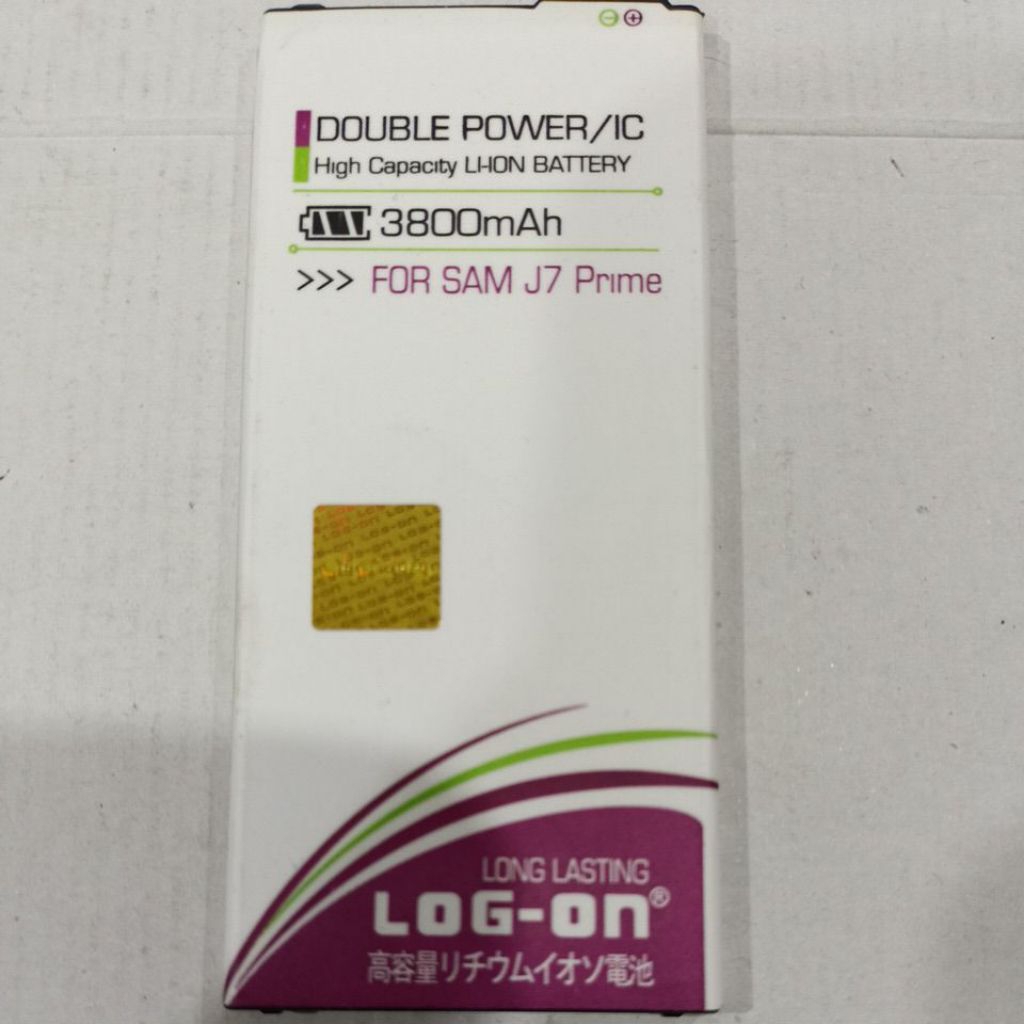 DOUBLE POWER/IC
High Capacity LI-ION BATTERY
3800mAh
>>> FOR SAM J7 Prime
LONG LASTING
LOG-on®
高容量リチウムイオン電池